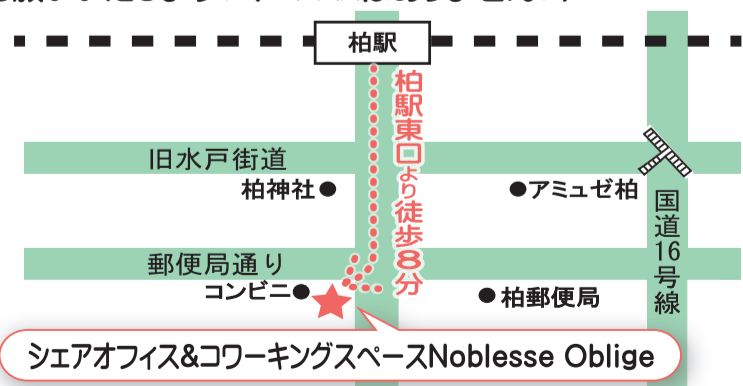 柏駅
柏駅東口より徒歩8分
旧水戸街道
柏神社
アミュゼ柏
国道16号線
郵便局通り
コンビニ
柏郵便局
シェアオフィス&コワーキングスペースNoblesse Oblige